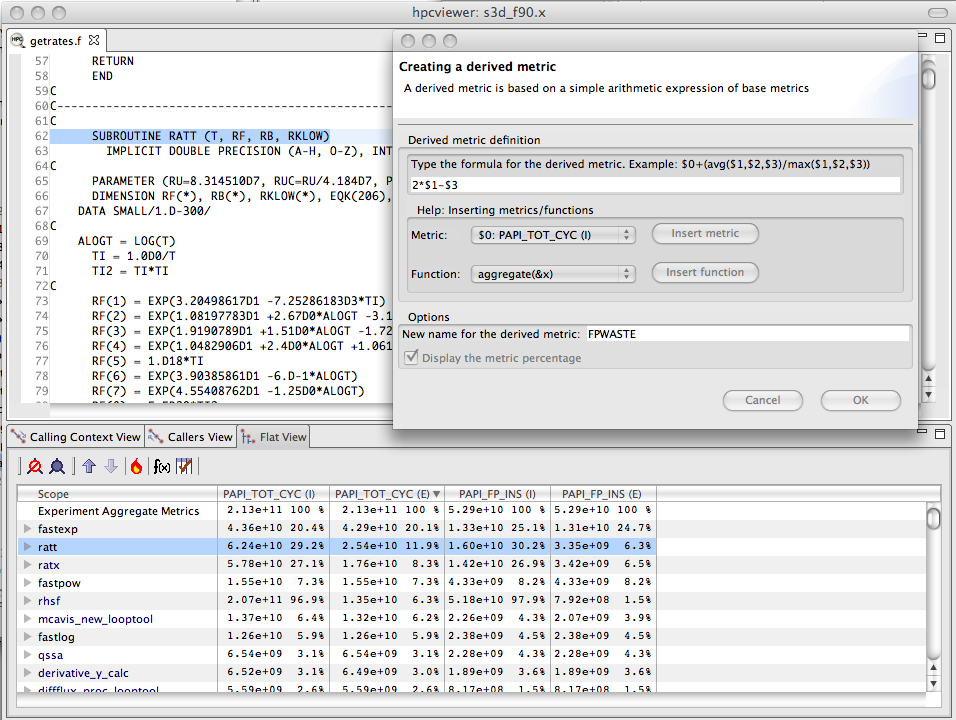 hpcviewer: s3d_f90.x
HPC getrates.f
57 RETURN
58 END
59 C
60 C-------------------------------------------------
61 C
62 SUBROUTINE RATT (T, RF, RB, RKLOW)
63 IMPLICIT DOUBLE PRECISION (A-H, O-Z), INT
64 C
65 PARAMETER (RU=8.314510D7, RUC=RU/4.184D7, P
66 DIMENSION RF(*), RB(*), RKLOW(*), EQK(206),
67 DATA SMALL/1.D-300/
68 C
69 ALOGT = LOG(T)
70 TI = 1.0D0/T
71 TI2 = TI*TI
72 C
73 RF(1) = EXP(3.20498617D1 -7.25286183D3*TI)
74 RF(2) = EXP(1.08197783D1 +2.67D0*ALOGT -3.1
75 RF(3) = EXP(1.9190789D1 +1.51D0*ALOGT -1.72
76 RF(4) = EXP(1.0482906D1 +2.4D0*ALOGT +1.061
77 RF(5) = 1.D18*TI
78 RF(6) = EXP(3.90385861D1 -6.D-1*ALOGT)
79 RF(7) = EXP(4.55408762D1 -1.25D0*ALOGT)
Creating a derived metric
A derived metric is based on a simple arithmetic expression of base metrics
Derived metric definition
Type the formula for the derived metric. Example: $0+(avg($1,$2,$3)/max($1,$2,$3))
2*$1-$3
Help: Inserting metrics/functions
Metric: $0: PAPI_TOT_CYC (I) Insert metric
Function: aggregate(&x) Insert function
Options
New name for the derived metric: FPWASTE
Display the metric percentage
Cancel OK
Calling Context View Callers View Flat View
f(x)
Scope PAPI_TOT_CYC (I) PAPI_TOT_CYC (E) PAPI_FP_INS (I) PAPI_FP_INS (E)
Experiment Aggregate Metrics 2.13e+11 100 % 2.13e+11 100 % 5.29e+10 100 % 5.29e+10 100 %
fastexp 4.36e+10 20.4% 4.29e+10 20.1% 1.33e+10 25.1% 1.31e+10 24.7%
ratt 6.24e+10 29.2% 2.54e+10 11.9% 1.60e+10 30.2% 3.35e+09 6.3%
ratx 5.78e+10 27.1% 1.76e+10 8.3% 1.42e+10 26.9% 3.42e+09 6.5%
fastpow 1.55e+10 7.3% 1.55e+10 7.3% 4.33e+09 8.2% 4.33e+09 8.2%
rhsf 2.07e+11 96.9% 1.35e+10 6.3% 5.18e+10 97.9% 7.92e+08 1.5%
mcavis_new_looptool 1.37e+10 6.4% 1.32e+10 6.2% 2.26e+09 4.3% 2.07e+09 3.9%
fastlog 1.26e+10 5.9% 1.26e+10 5.9% 2.38e+09 4.5% 2.38e+09 4.5%
qssa 6.54e+09 3.1% 6.54e+09 3.1% 2.28e+09 4.3% 2.28e+09 4.3%
derivative_y_calc 6.52e+09 3.1% 6.49e+09 3.0% 1.89e+09 3.6% 1.89e+09 3.6%
diffflux_proc_looptool 5.59e+09 2.6% 5.59e+09 2.6% 8.17e+08 1.5% 8.17e+08 1.5%